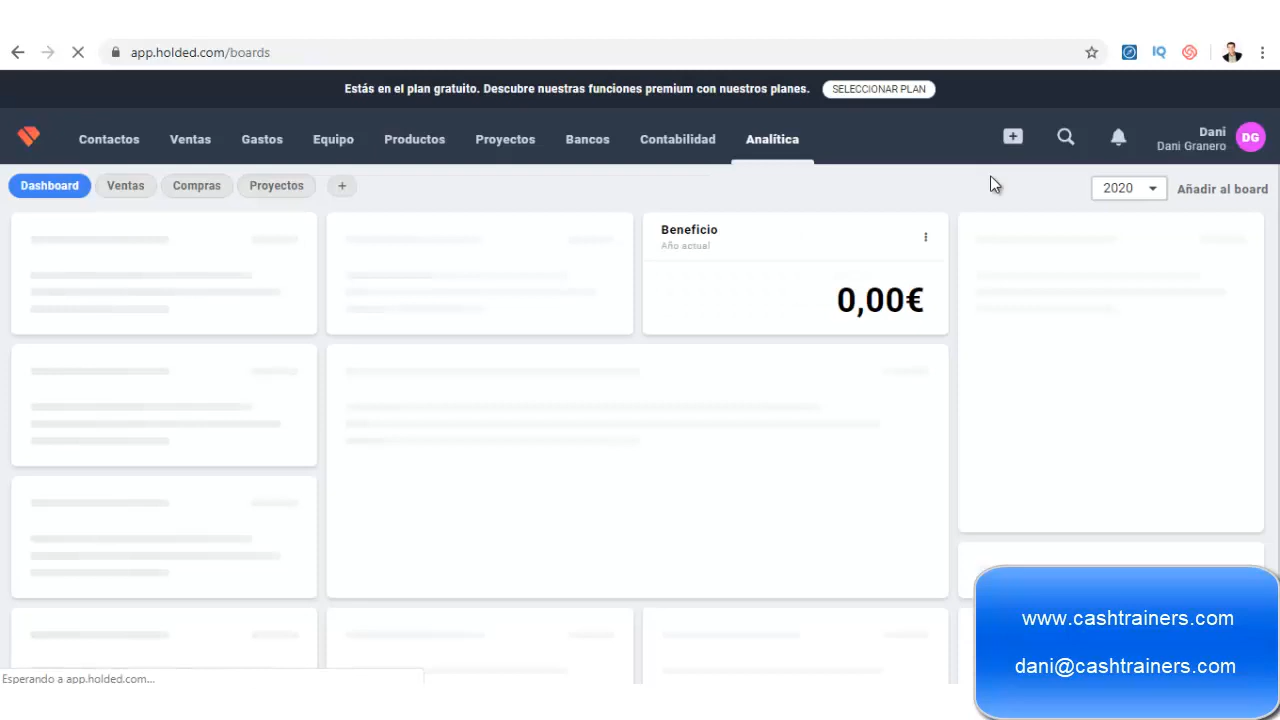 app.holded.com/boards
IQ
Estás en el plan gratuito. Descubre nuestras funciones premium con nuestros planes. SELECCIONAR PLAN
Contactos Ventas Gastos Equipo Productos Proyectos Bancos Contabilidad Analítica
Dani
Dani Granero
DG
Dashboard Ventas Compras Proyectos +
2020 Añadir al board
Beneficio
Año actual
0,00€
www.cashtrainers.com
dani@cashtrainers.com
Esperando a app.holded.com...